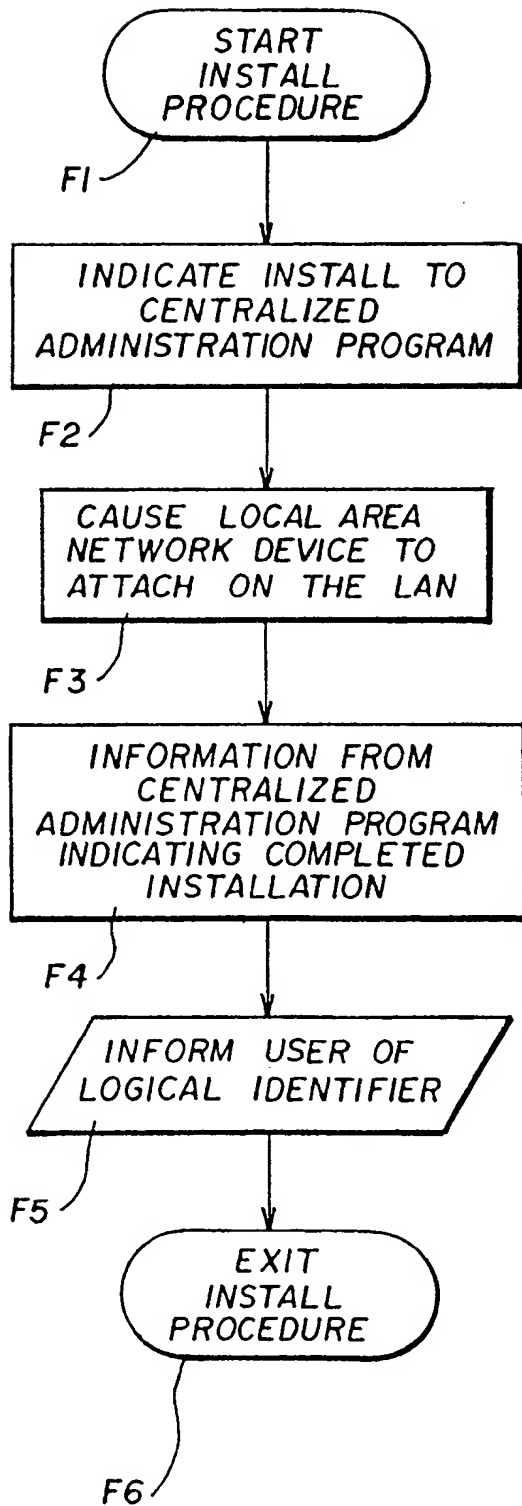 START
INSTALL
PROCEDURE
F1
INDICATE INSTALL TO
CENTRALIZED
ADMINISTRATION PROGRAM
F2
CAUSE LOCAL AREA
NETWORK DEVICE TO
ATTACH ON THE LAN
F3
INFORMATION FROM
CENTRALIZED
ADMINISTRATION PROGRAM
INDICATING COMPLETED
INSTALLATION
F4
INFORM USER OF
LOGICAL IDENTIFIER
F5
EXIT
INSTALL
PROCEDURE
F6